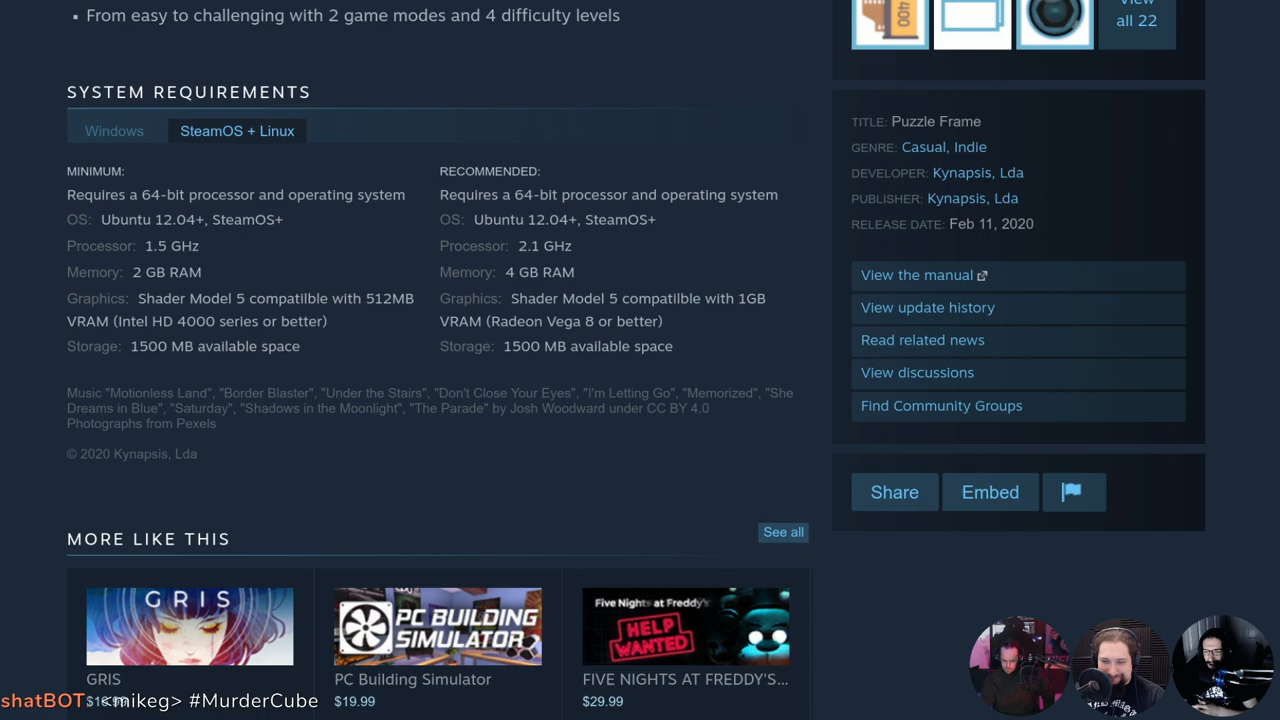 ▪ From easy to challenging with 2 game modes and 4 difficulty levels
SYSTEM REQUIREMENTS
Windows
SteamOS + Linux
MINIMUM:
Requires a 64-bit processor and operating system
OS: Ubuntu 12.04+, SteamOS+
Processor: 1.5 GHz
Memory: 2 GB RAM
Graphics: Shader Model 5 compatilble with 512MB
VRAM (Intel HD 4000 series or better)
Storage: 1500 MB available space
RECOMMENDED:
Requires a 64-bit processor and operating system
OS: Ubuntu 12.04+, SteamOS+
Processor: 2.1 GHz
Memory: 4 GB RAM
Graphics: Shader Model 5 compatilble with 1GB
VRAM (Radeon Vega 8 or better)
Storage: 1500 MB available space
Music "Motionless Land", "Border Blaster", "Under the Stairs", "Don't Close Your Eyes", "I'm Letting Go", "Memorized", "She
Dreams in Blue", "Saturday", "Shadows in the Moonlight", "The Parade" by Josh Woodward under CC BY 4.0
Photographs from Pexels
© 2020 Kynapsis, Lda
MORE LIKE THIS
See all
GRIS
PC BUILDING
SIMULATOR
Five Nights at Freddy's
HELP
WANTED
GRIS
PC Building Simulator
FIVE NIGHTS AT FREDDY'S...
$19.99
$29.99
shatBOT <mikeg> #MurderCube
400
View
all 22
TITLE: Puzzle Frame
GENRE: Casual, Indie
DEVELOPER: Kynapsis, Lda
PUBLISHER: Kynapsis, Lda
RELEASE DATE: Feb 11, 2020
View the manual
View update history
Read related news
View discussions
Find Community Groups
Share
Embed